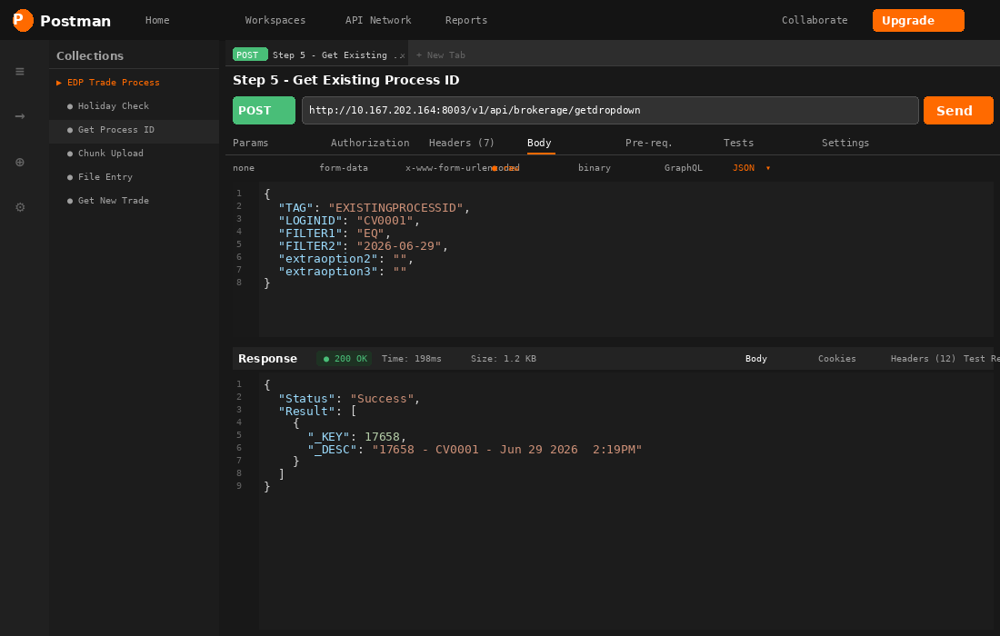 P Postman Home Workspaces API Network Reports Collaborate Upgrade
Collections
▶ EDP Trade Process
● Holiday Check
● Get Process ID
● Chunk Upload
● File Entry
● Get New Trade
POST Step 5 - Get Existing ... x + New Tab
Step 5 - Get Existing Process ID
POST http://10.167.202.164:8003/v1/api/brokerage/getdropdown Send
Params Authorization Headers (7) Body Pre-req. Tests Settings
none form-data x-www-form-urlencoded ● raw binary GraphQL JSON ▾
1 {
2 "TAG": "EXISTINGPROCESSID",
3 "LOGINID": "CV0001",
4 "FILTER1": "EQ",
5 "FILTER2": "2026-06-29",
6 "extraoption2": "",
7 "extraoption3": ""
8 }
Response ● 200 OK Time: 198ms Size: 1.2 KB Body Cookies Headers (12) Test Re
1 {
2 "Status": "Success",
3 "Result": [
4 {
5 "_KEY": 17658,
6 "_DESC": "17658 - CV0001 - Jun 29 2026  2:19PM"
7 }
8 ]
9 }